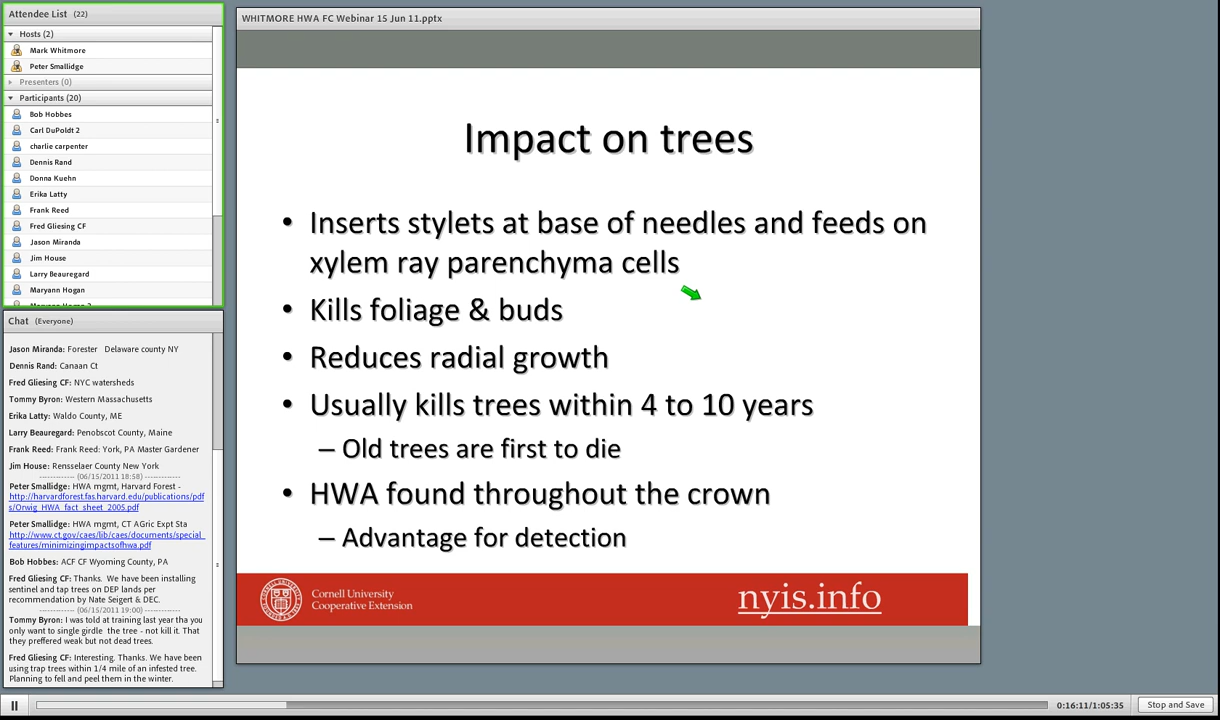 Attendee List (22)
Hosts (2)
Mark Whitmore
Peter Smallidge
Presenters (0)
Participants (20)
Bob Hobbes
Carl DuPoldt 2
charlie carpenter
Dennis Rand
Donna Kuehn
Erika Latty
Frank Reed
Fred Gliesing CF
Jason Miranda
Jim House
Larry Beauregard
Maryann Hogan
Chat (Everyone)
Jason Miranda: Forester Delaware county NY
Dennis Rand: Canaan Ct
Fred Gliesing CF: NYC watersheds
Tommy Byron: Western Massachusetts
Erika Latty: Waldo County, ME
Larry Beauregard: Penobscot County, Maine
Frank Reed: Frank Reed: York, PA Master Gardener
Jim House: Rensselaer County New York
------------- (06/15/2011 18:58) -------------
Peter Smallidge: HWA mgmt, Harvard Forest -
http://harvardforest.fas.harvard.edu/publications/pdf
s/Orwig_HWA_fact_sheet_2005.pdf
Peter Smallidge: HWA mgmt, CT AGric Expt Sta
http://www.ct.gov/caes/lib/caes/documents/special_
features/minimizingimpactsofhwa.pdf
Bob Hobbes: ACF CF Wyoming County, PA
Fred Gliesing CF: Thanks. We have been installing
sentinel and tap trees on DEP lands per
recommendation by Nate Seigert & DEC.
------------- (06/15/2011 19:00) -------------
Tommy Byron: I was told at training last year tha you
only want to single girdle the tree - not kill it. That
they preffered weak but not dead trees.
Fred Gliesing CF: Interesting. Thanks. We have been
using trap trees within 1/4 mile of an infested tree.
Planning to fell and peel them in the winter.
WHITMORE HWA FC Webinar 15 Jun 11.pptx
Impact on trees
• Inserts stylets at base of needles and feeds on
xylem ray parenchyma cells
• Kills foliage & buds
• Reduces radial growth
• Usually kills trees within 4 to 10 years
– Old trees are first to die
• HWA found throughout the crown
– Advantage for detection
Cornell University
Cooperative Extension
nyis.info
0:16:11/1:05:35
Stop and Save